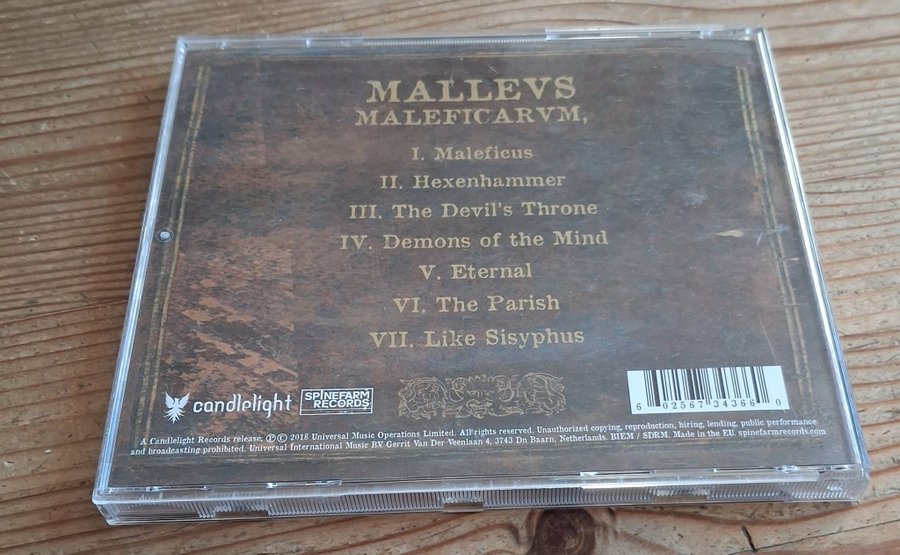 MALLEVS
MALEFICARVM,
I. Maleficus
II. Hexenhammer
III. The Devil's Throne
IV. Demons of the Mind
V. Eternal
VI. The Parish
VII. Like Sisyphus
candlelight
SPINEFARM
RECORDS
6 02567 34366 0
A Candlelight Records release; ℗ © 2018 Universal Music Operations Limited. All rights reserved. Unauthorized copying, reproduction, hiring, lending, public performance
and broadcasting prohibited. Universal International Music BV Gerrit Van Der Veenlaan 4, 3743 Dn Baarn, Netherlands. BIEM / SDRM. Made in the EU. spinefarmrecords.com